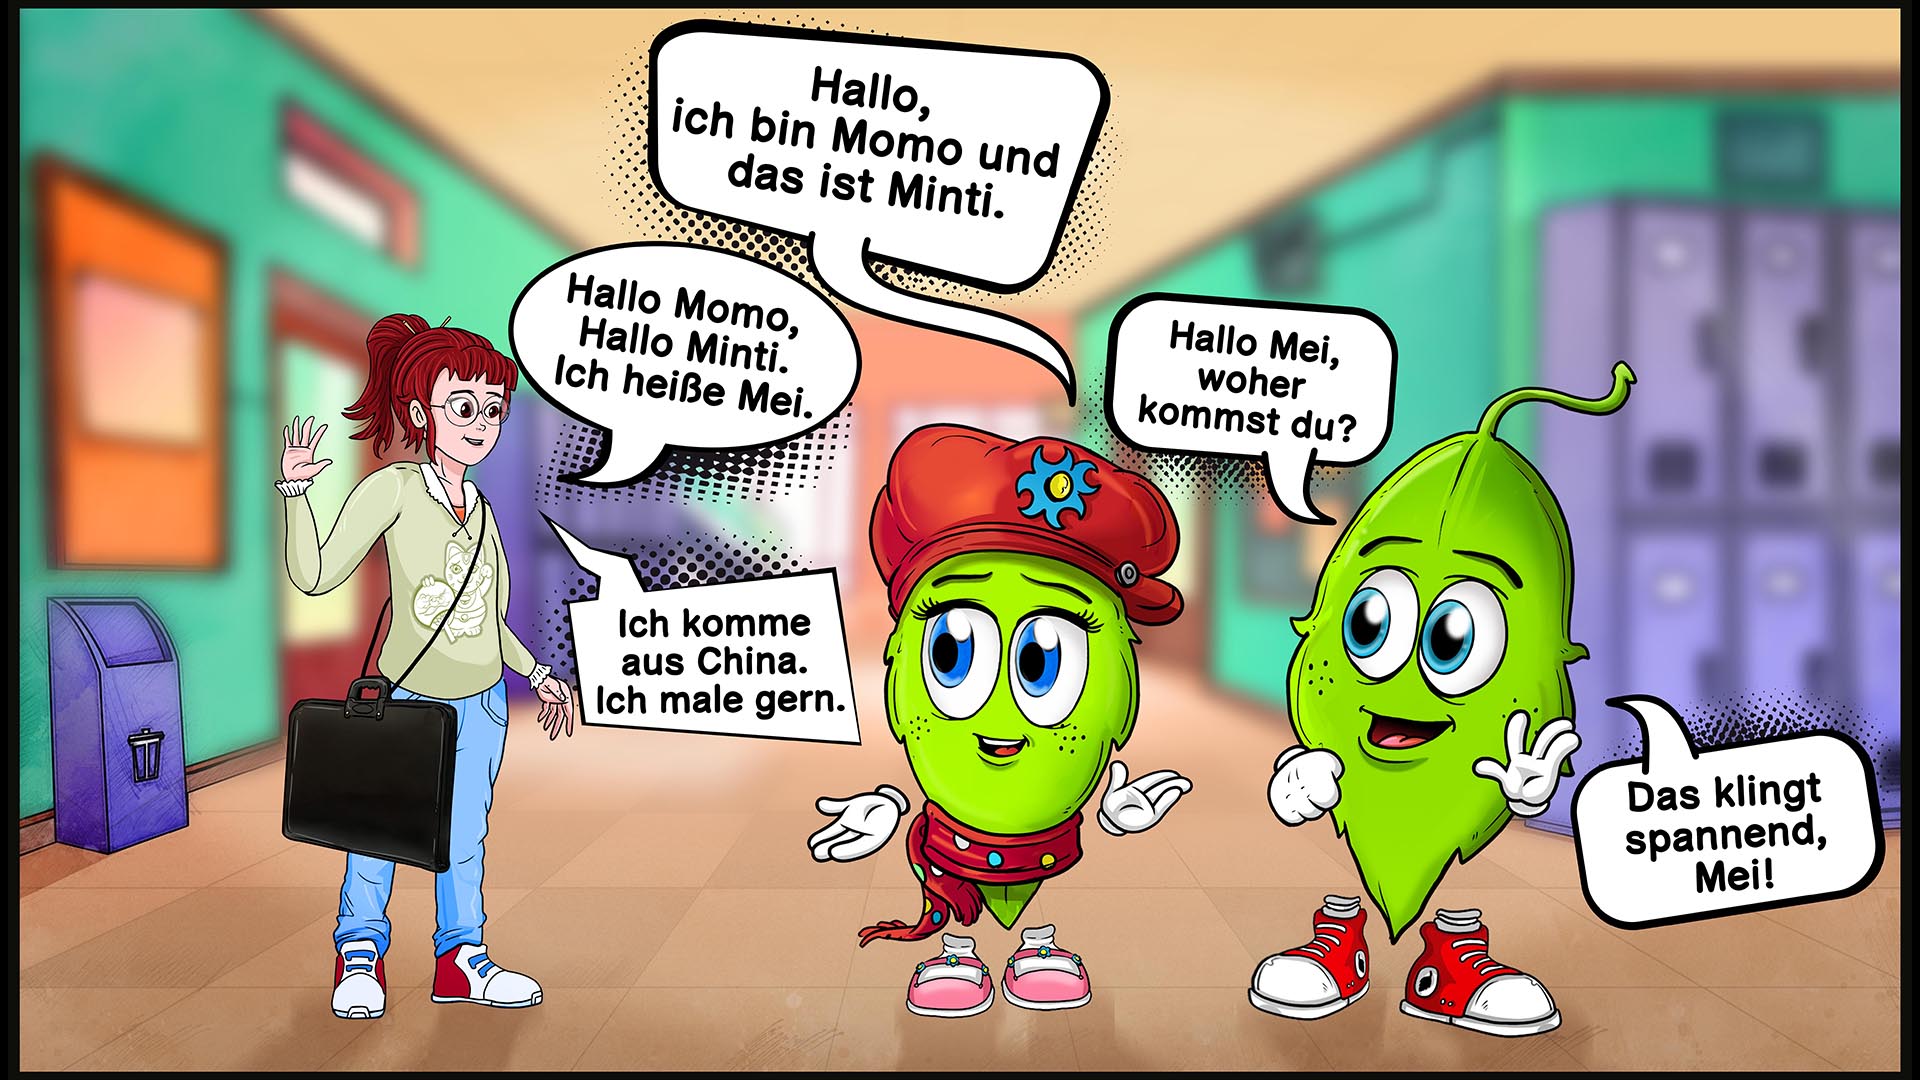 Hallo,
ich bin Momo und
das ist Minti.
Hallo Momo,
Hallo Minti.
Ich heiße Mei.
Hallo Mei,
woher
kommst du?
Ich komme
aus China.
Ich male gern.
Das klingt
spannend,
Mei!